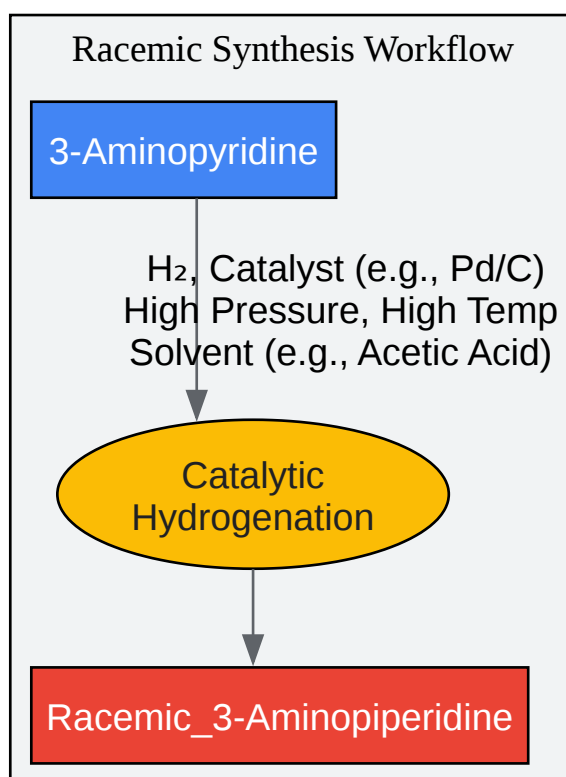 Racemic Synthesis Workflow
3-Aminopyridine
H₂, Catalyst (e.g., Pd/C)
High Pressure, High Temp
Solvent (e.g., Acetic Acid)
Catalytic
Hydrogenation
Racemic_3-Aminopiperidine